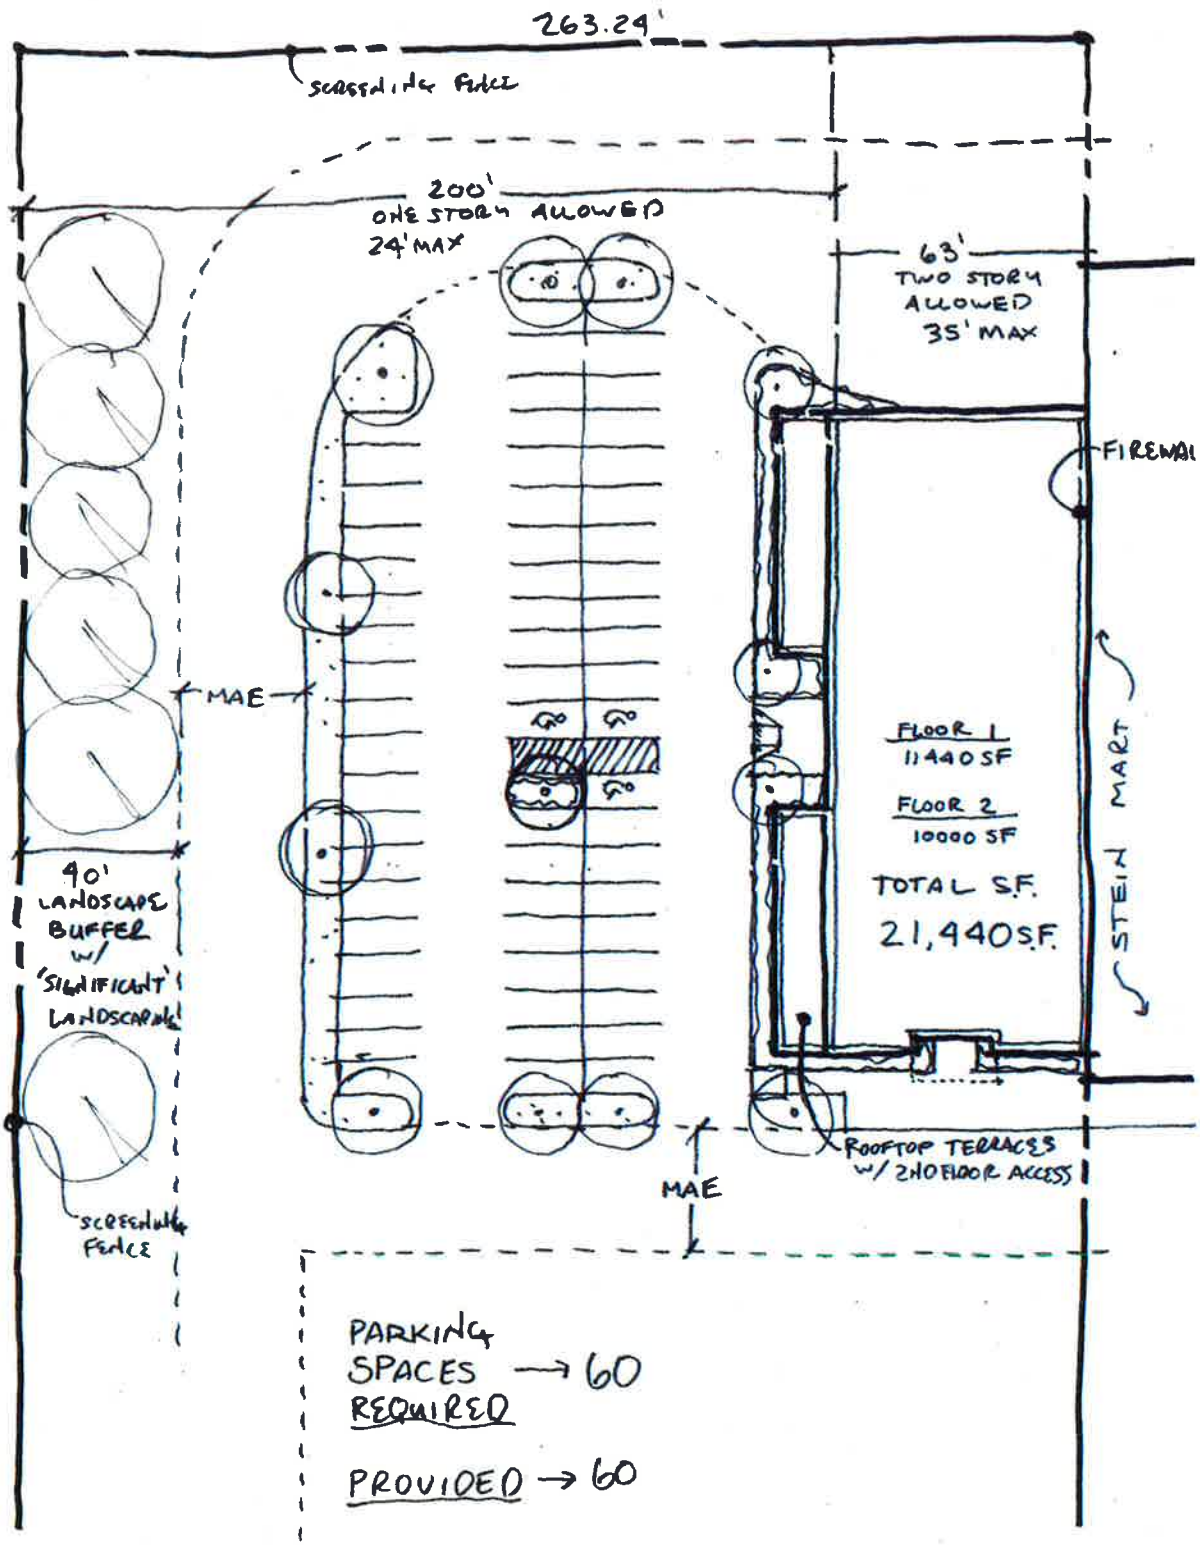 263.24'
SCREENING FENCE
200'
ONE STORY ALLOWED
24' MAX
63'
TWO STORY
ALLOWED
35' MAX
FIREWAL
MAE
FLOOR 1
11440 SF
FLOOR 2
10000 SF
TOTAL S.F.
21,440 S.F.
STEIN MART
40'
LANDSCAPE
BUFFER
w/
'SIGNIFICANT'
LANDSCAPING
ROOFTOP TERRACES
w/ 2ND FLOOR ACCESS
MAE
SCREENING
FENCE
PARKING
SPACES → 60
REQUIRED
PROVIDED → 60